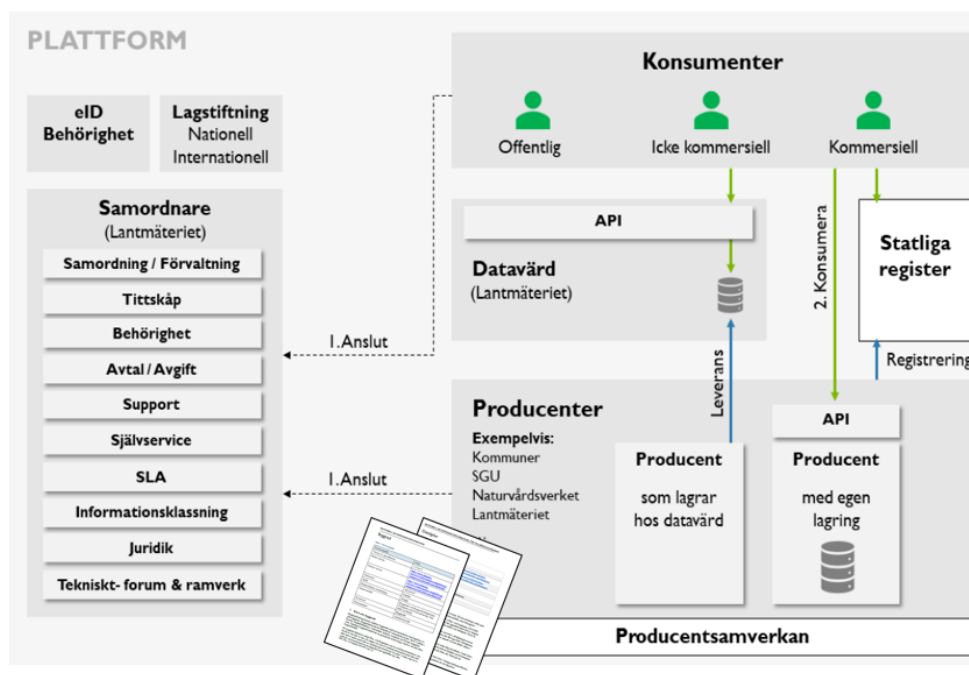 PLATTFORM
eID
Behörighet
Lagstiftning
Nationell
Internationell
Samordnare
(Lantmäteriet)
Samordning / Förvaltning
Tittskåp
Behörighet
Avtal / Avgift
Support
Självservice
SLA
Informationsklassning
Juridik
Tekniskt- forum & ramverk
1. Anslut
1. Anslut
Konsumenter
Offentlig
Icke kommersiell
Kommersiell
API
Datavärd
(Lantmäteriet)
2. Konsumera
Statliga
register
Leverans
Registrering
Producenter
Exempelvis:
Kommuner
SGU
Naturvårdsverket
Lantmäteriet
Producent
som lagrar
hos datavärd
API
Producent
med egen
lagring
Producentsamverkan